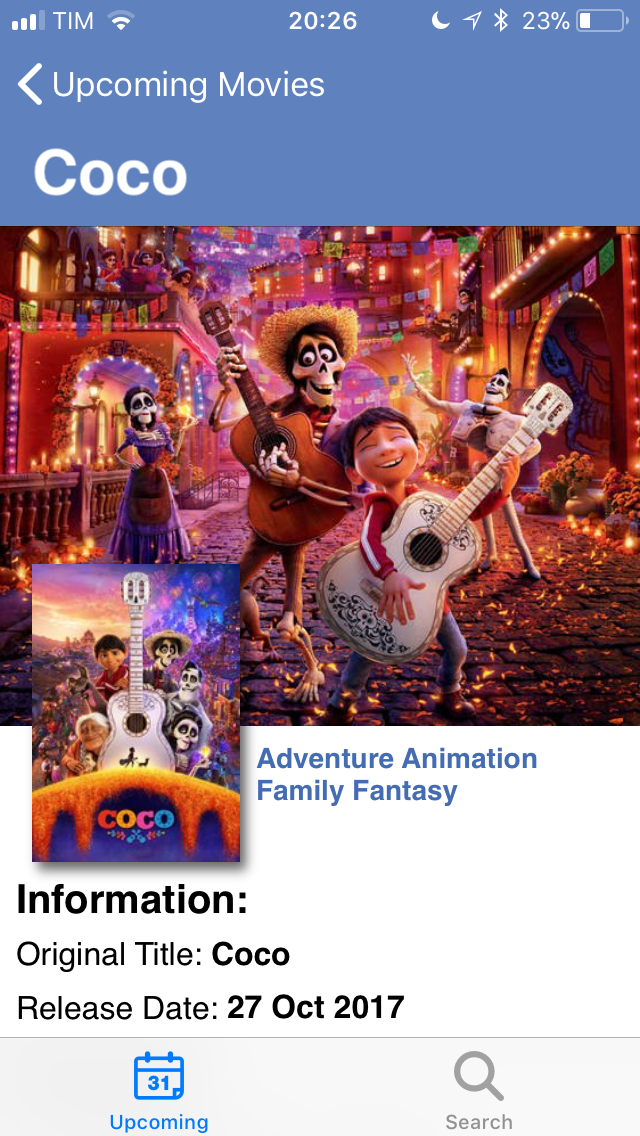 TIM 20:26 23%
Upcoming Movies
Coco
COCO
Adventure Animation
Family Fantasy
Information:
Original Title: Coco
Release Date: 27 Oct 2017
31
Upcoming Search